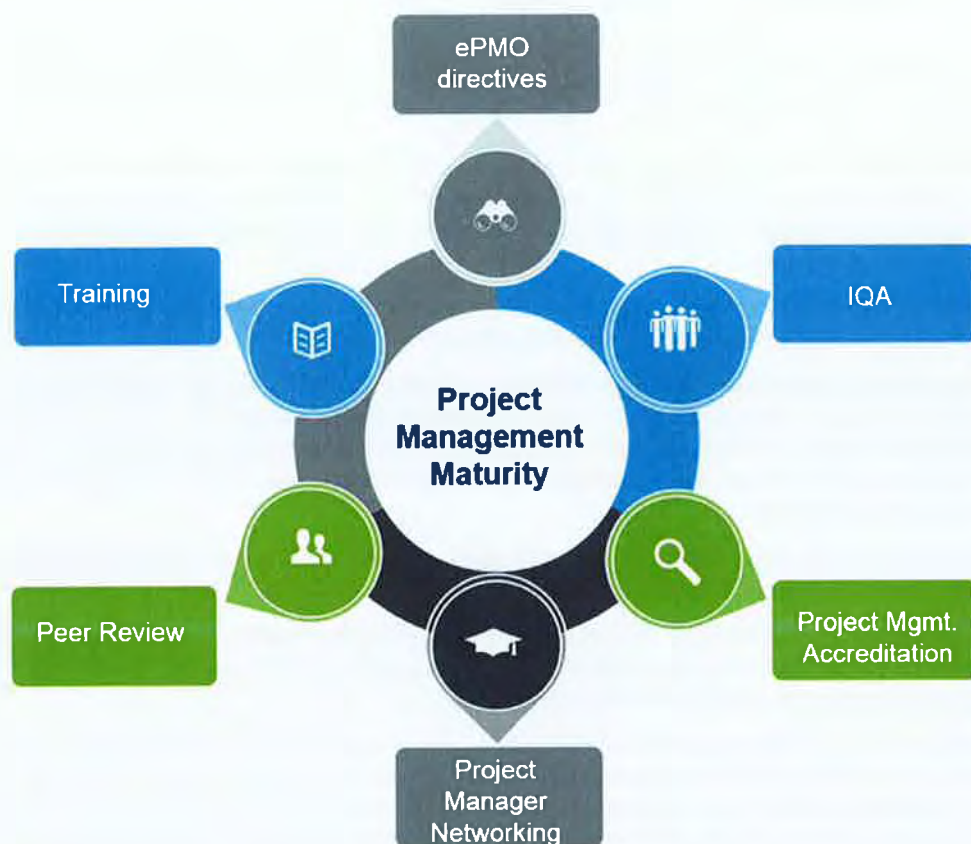 ePMO
directives
Training
IQA
Project
Management
Maturity
Peer Review
Project Mgmt.
Accreditation
Project
Manager
Networking